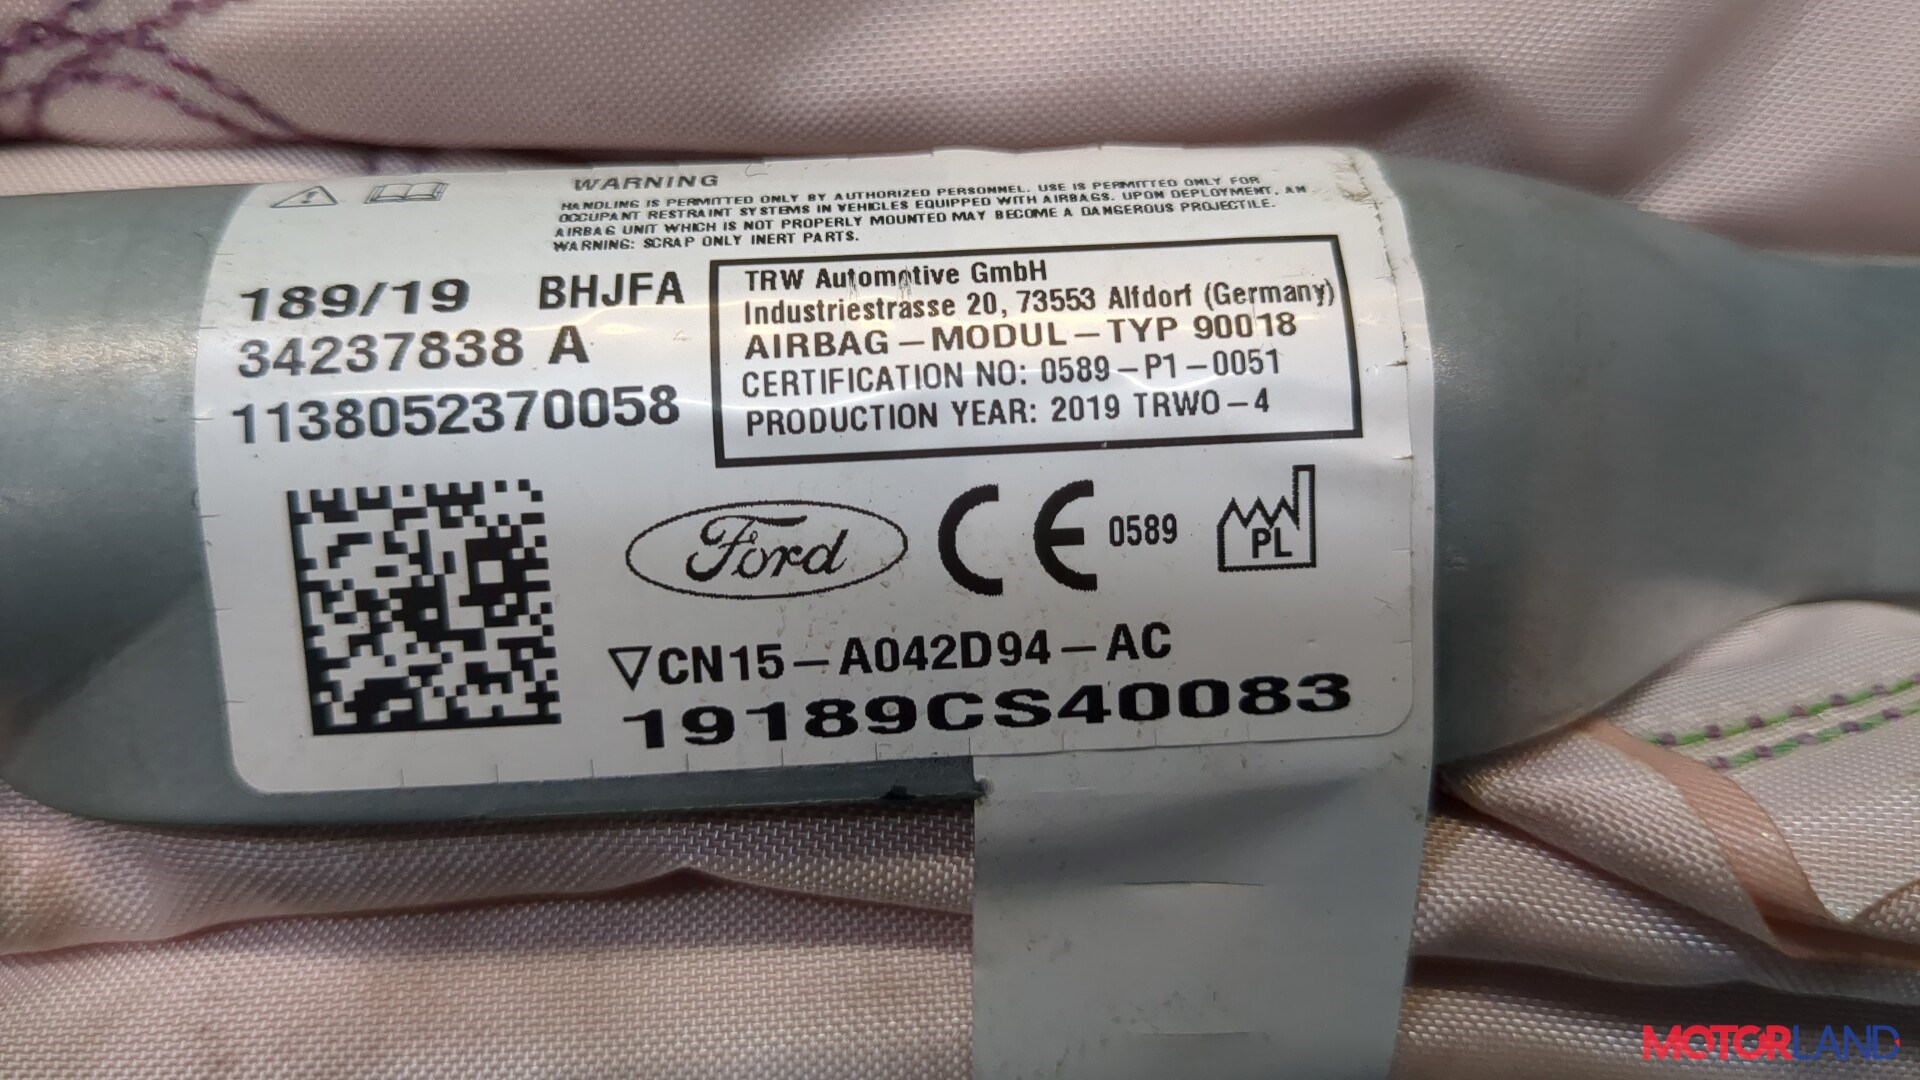 WARNING
HANDLING IS PERMITTED ONLY BY AUTHORIZED PERSONNEL. USE IS PERMITTED ONLY FOR
OCCUPANT RESTRAINT SYSTEMS IN VEHICLES EQUIPPED WITH AIRBAGS. UPON DEPLOYMENT, AN
AIRBAG UNIT WHICH IS NOT PROPERLY MOUNTED MAY BECOME A DANGEROUS PROJECTILE.
WARNING: SCRAP ONLY INERT PARTS.
189/19 BHJFA
34237838 A
1138052370058
TRW Automotive GmbH
Industriestrasse 20, 73553 Alfdorf (Germany)
AIRBAG-MODUL-TYP 90018
CERTIFICATION NO: 0589-P1-0051
PRODUCTION YEAR: 2019 TRWO-4
Ford CE 0589 PL
▽CN15-A042D94-AC
19189CS40083
MOTORLAND